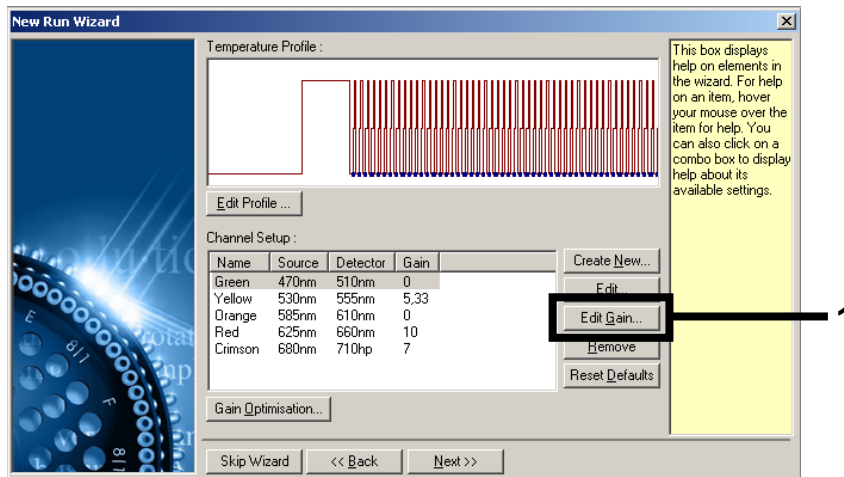 New Run Wizard
Temperature Profile :
This box displays
help on elements in
the wizard. For help
on an item, hover
your mouse over the
item for help. You
can also click on a
combo box to display
help about its
available settings.
Edit Profile ...
Channel Setup :
Name Source Detector Gain
Green 470nm 510nm 0
Yellow 530nm 555nm 5,33
Orange 585nm 610nm 0
Red 625nm 660nm 10
Crimson 680nm 710hp 7
Create New...
Edit...
Edit Gain...
Remove
Reset Defaults
Gain Optimisation...
Skip Wizard << Back Next >>